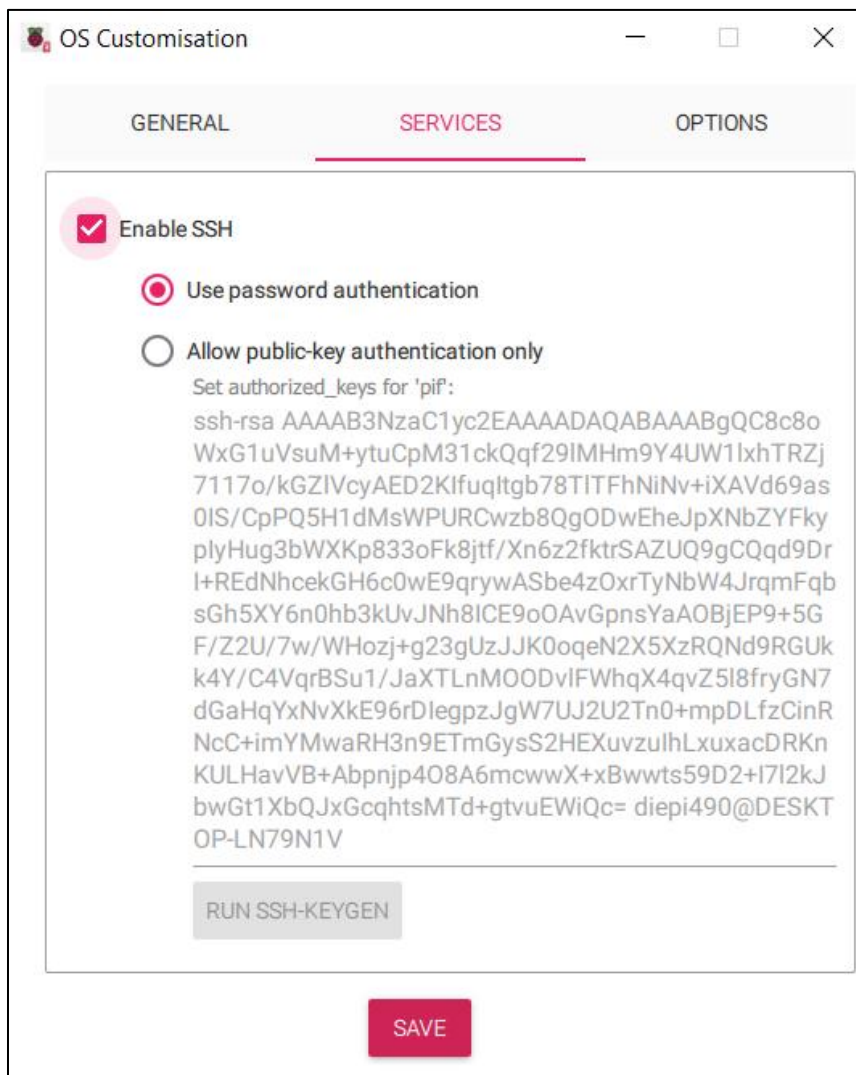 OS Customisation
GENERAL SERVICES OPTIONS
Enable SSH
Use password authentication
Allow public-key authentication only
Set authorized_keys for 'pif':
ssh-rsa AAAAB3NzaC1yc2EAAAADAQABAAABgQC8c8o
WxG1uVsuM+ytuCpM31ckQqf29lMHm9Y4UW1lxhTRZj
7117o/kGZlVcyAED2KIfuqItgb78TlTFhNiNv+iXAVd69as
0IS/CpPQ5H1dMsWPURCwzb8QgODwEheJpXNbZYFky
plyHug3bWXKp833oFk8jtf/Xn6z2fktrSAZUQ9gCQqd9Dr
l+REdNhcekGH6c0wE9qrywASbe4zOxrTyNbW4JrqmFqb
sGh5XY6n0hb3kUvJNh8ICE9oOAvGpnsYaAOBjEP9+5G
F/Z2U/7w/WHozj+g23gUzJJK0oqeN2X5XzRQNd9RGUk
k4Y/C4VqrBSu1/JaXTLnMOODvlFWhqX4qvZ5l8fryGN7
dGaHqYxNvXkE96rDIegpzJgW7UJ2U2Tn0+mpDLfzCinR
NcC+imYMwaRH3n9ETmGysS2HEXuvzulhLxuxacDRKn
KULHavVB+Abpnjp4O8A6mcwwX+xBwwts59D2+I7l2kJ
bwGt1XbQJxGcqhtsMTd+gtvuEWiQc= diepi490@DESKT
OP-LN79N1V
RUN SSH-KEYGEN
SAVE